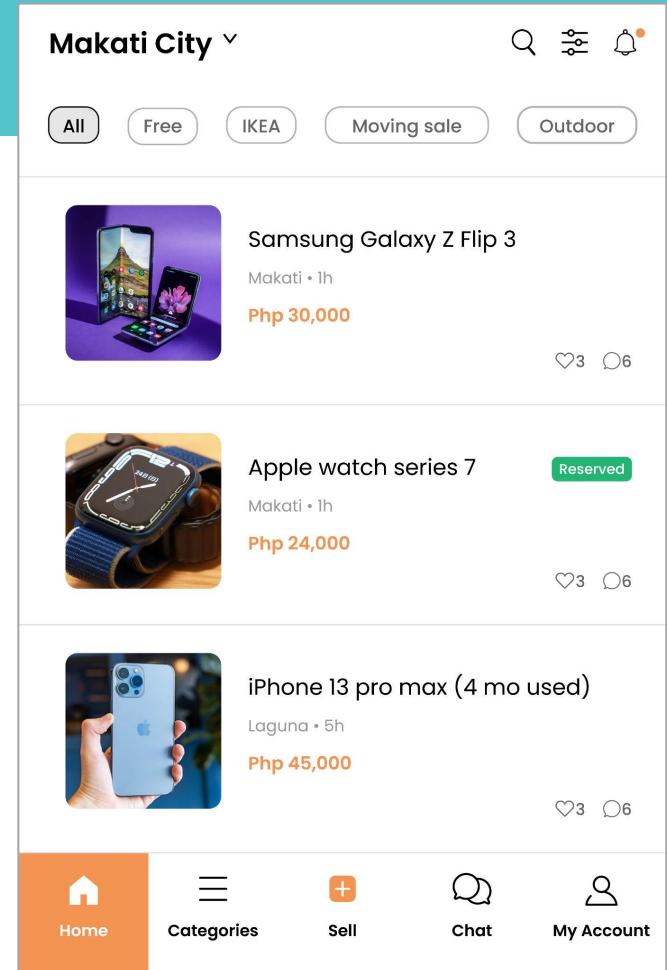 Makati City
All Free IKEA Moving sale Outdoor
Samsung Galaxy Z Flip 3
Makati • 1h
Php 30,000
3 6
Apple watch series 7 Reserved
Makati • 1h
Php 24,000
3 6
iPhone 13 pro max (4 mo used)
Laguna • 5h
Php 45,000
3 6
Home Categories Sell Chat My Account